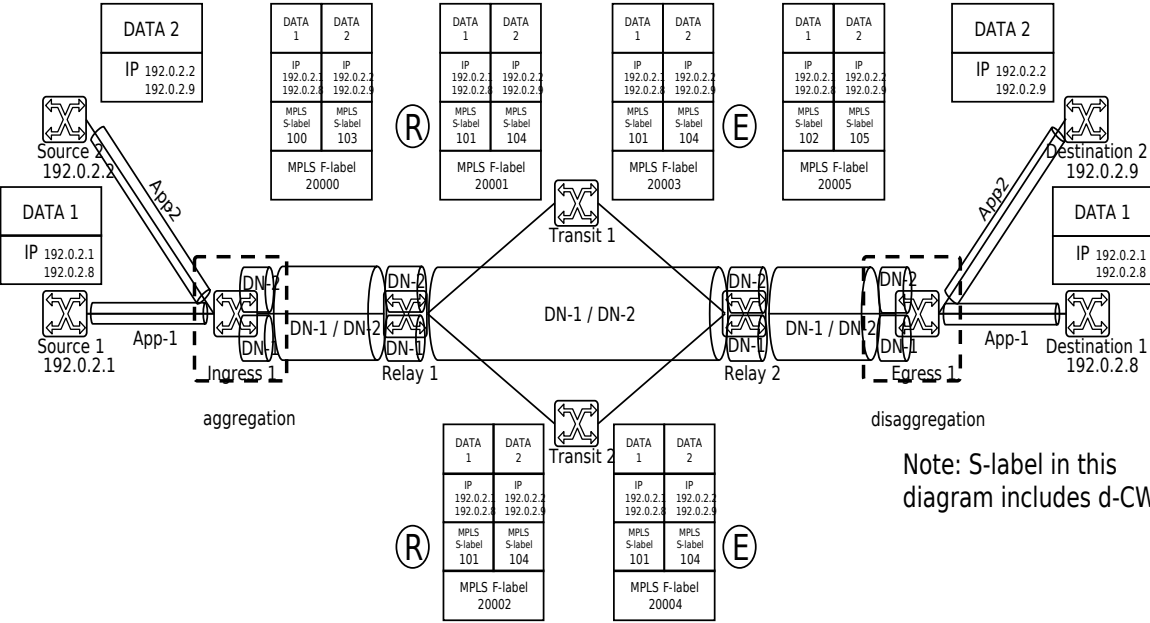 DATA 2
IP 192.0.2.2
192.0.2.9
DATA 1
DATA 2
IP 192.0.2.1 192.0.2.8
IP 192.0.2.2 192.0.2.9
MPLS S-label 100
MPLS S-label 103
MPLS F-label
20000
R
DATA 1
DATA 2
IP 192.0.2.1 192.0.2.8
IP 192.0.2.2 192.0.2.9
MPLS S-label 101
MPLS S-label 104
MPLS F-label
20001
DATA 1
DATA 2
IP 192.0.2.1 192.0.2.8
IP 192.0.2.2 192.0.2.9
MPLS S-label 101
MPLS S-label 104
MPLS F-label
20003
E
DATA 1
DATA 2
IP 192.0.2.1 192.0.2.8
IP 192.0.2.2 192.0.2.9
MPLS S-label 102
MPLS S-label 105
MPLS F-label
20005
DATA 2
IP 192.0.2.2
192.0.2.9
Source 2
192.0.2.2
App2
DATA 1
IP 192.0.2.1
192.0.2.8
Source 1
192.0.2.1
App-1
DN-2
DN-1
Ingress 1
aggregation
DN-1 / DN-2
DN-2
DN-1
Relay 1
Transit 1
DN-1 / DN-2
Transit 2
DN-2
DN-1
Relay 2
DN-1 / DN-2
DN-2
DN-1
Egress 1
disaggregation
App2
Destination 2
192.0.2.9
DATA 1
IP 192.0.2.1
192.0.2.8
App-1
Destination 1
192.0.2.8
R
DATA 1
DATA 2
IP 192.0.2.1 192.0.2.8
IP 192.0.2.2 192.0.2.9
MPLS S-label 101
MPLS S-label 104
MPLS F-label
20002
DATA 1
DATA 2
IP 192.0.2.1 192.0.2.8
IP 192.0.2.2 192.0.2.9
MPLS S-label 101
MPLS S-label 104
MPLS F-label
20004
E
Note: S-label in this
diagram includes d-CW